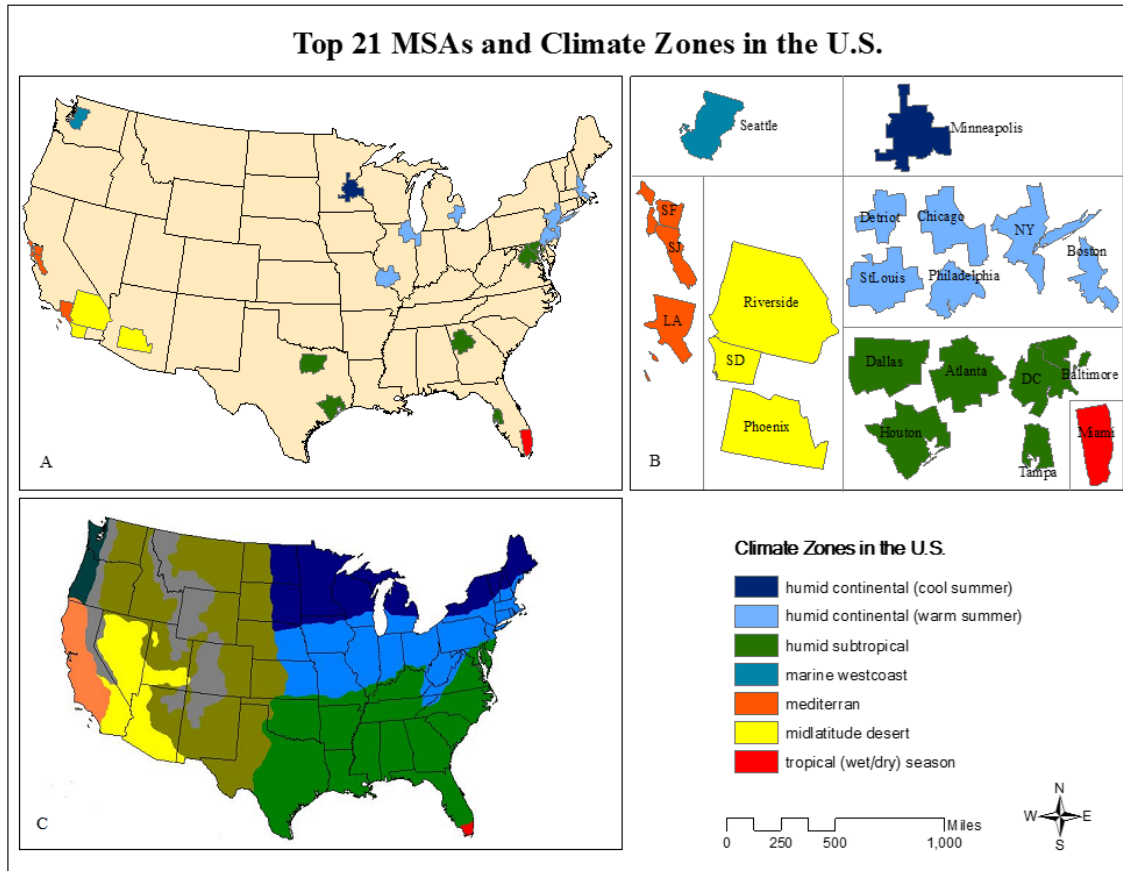 Top 21 MSAs and Climate Zones in the U.S.
A
Seattle
Minneapolis
SF
SJ
LA
Riverside
SD
Phoenix
Detriot
Chicago
NY
Boston
StLouis
Philadelphia
Dallas
Atlanta
DC
Baltimore
Houton
Tampa
Miami
B
C
Climate Zones in the U.S.
humid continental (cool summer)
humid continental (warm summer)
humid subtropical
marine westcoast
mediterran
midlatitude desert
tropical (wet/dry) season
N
W E
S
Miles
0 250 500 1,000